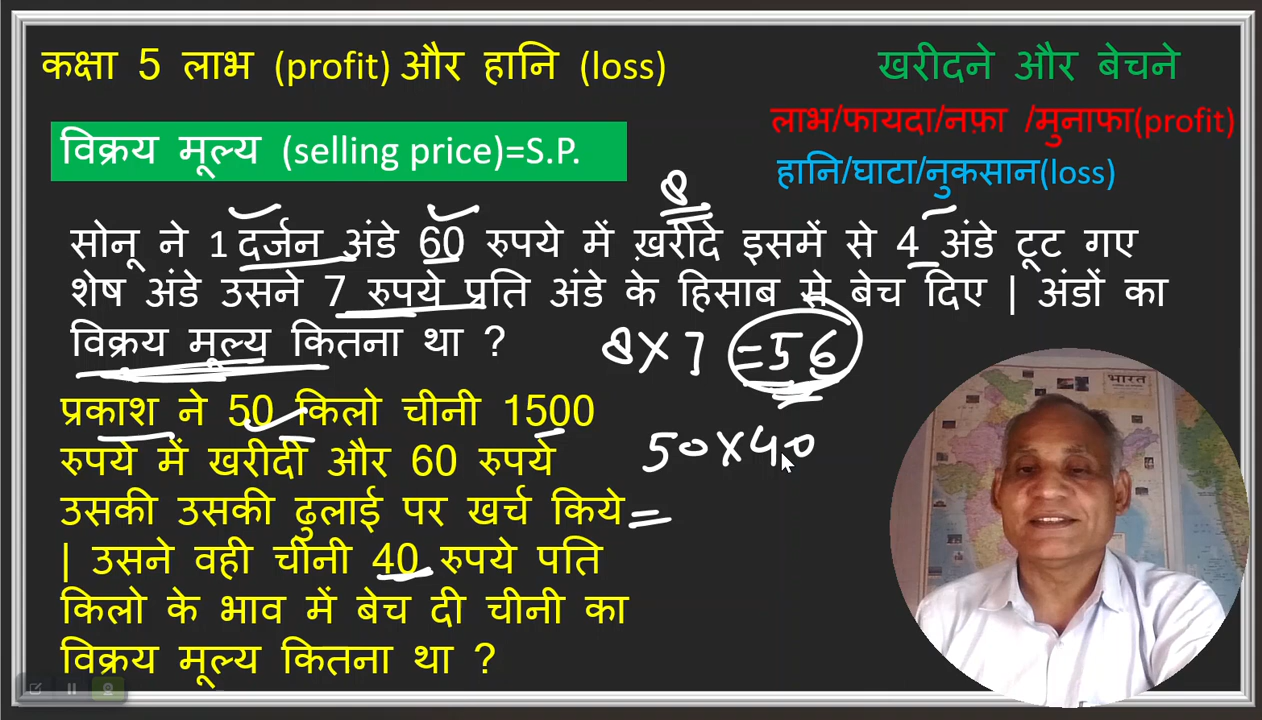 कक्षा 5 लाभ (profit) और हानि (loss)
खरीदने और बेचने
लाभ/फायदा/नफ़ा /मुनाफा(profit)
विक्रय मूल्य (selling price)=S.P.
हानि/घाटा/नुकसान(loss)
8
सोनू ने 1 दर्जन अंडे 60 रुपये में ख़रीदे इसमें से 4 अंडे टूट गए
शेष अंडे उसने 7 रुपये प्रति अंडे के हिसाब से बेच दिए | अंडों का
विक्रय मूल्य कितना था ?
8×7 =56
प्रकाश ने 50 किलो चीनी 1500
50×40
रुपये में खरीदी और 60 रुपये
उसकी उसकी ढुलाई पर खर्च किये =
| उसने वही चीनी 40 रुपये पति
किलो के भाव में बेच दी चीनी का
विक्रय मूल्य कितना था ?
भारत